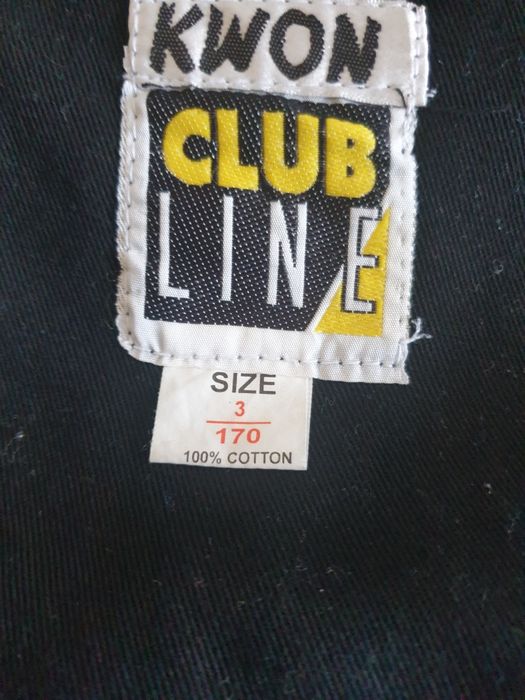 KWON
CLUB
LINE
SIZE
3
170
100% COTTON